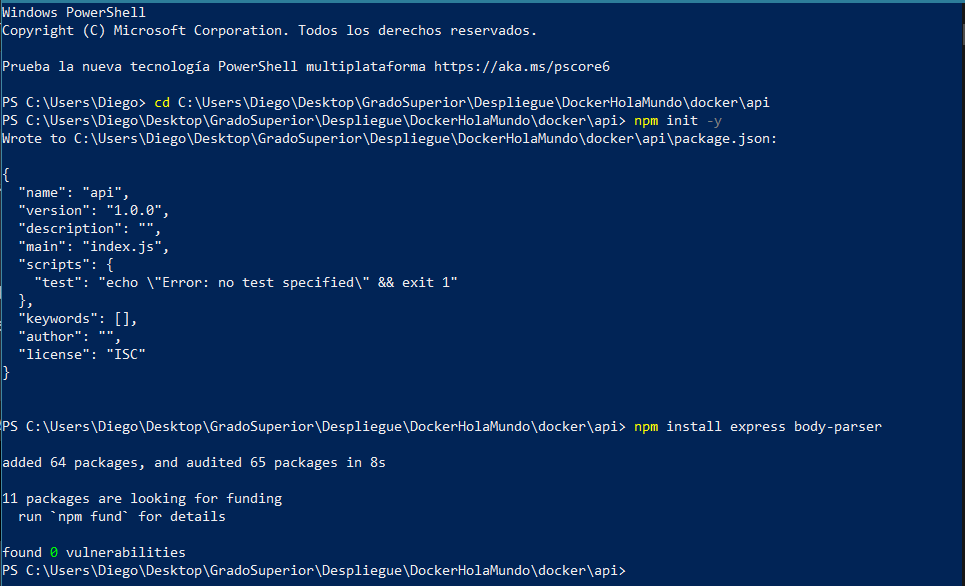 Windows PowerShell
Copyright (C) Microsoft Corporation. Todos los derechos reservados.
Prueba la nueva tecnología PowerShell multiplataforma https://aka.ms/pscore6
PS C:\Users\Diego> cd C:\Users\Diego\Desktop\GradoSuperior\Despliegue\DockerHolaMundo\docker\api
PS C:\Users\Diego\Desktop\GradoSuperior\Despliegue\DockerHolaMundo\docker\api> npm init -y
Wrote to C:\Users\Diego\Desktop\GradoSuperior\Despliegue\DockerHolaMundo\docker\api\package.json:
{
  "name": "api",
  "version": "1.0.0",
  "description": "",
  "main": "index.js",
  "scripts": {
    "test": "echo \"Error: no test specified\" && exit 1"
  },
  "keywords": [],
  "author": "",
  "license": "ISC"
}
PS C:\Users\Diego\Desktop\GradoSuperior\Despliegue\DockerHolaMundo\docker\api> npm install express body-parser
added 64 packages, and audited 65 packages in 8s
11 packages are looking for funding
  run `npm fund` for details
found 0 vulnerabilities
PS C:\Users\Diego\Desktop\GradoSuperior\Despliegue\DockerHolaMundo\docker\api>